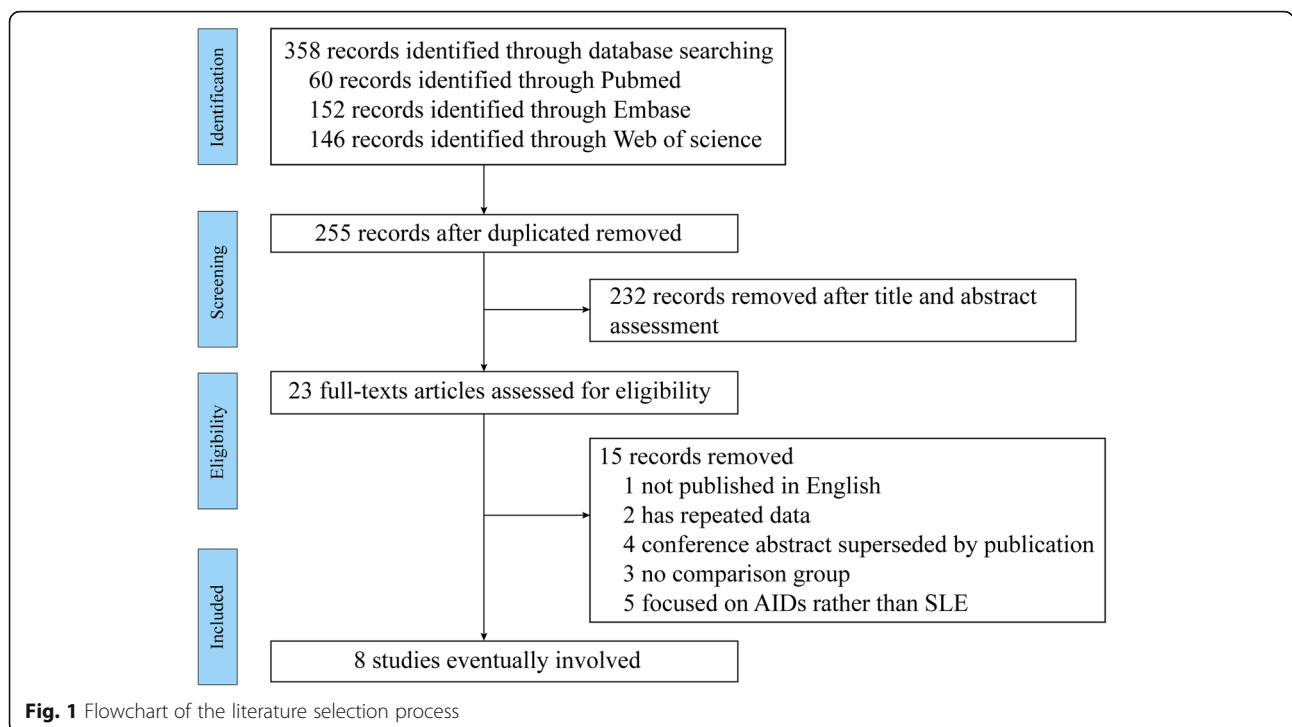 Identification
358 records identified through database searching
60 records identified through Pubmed
152 records identified through Embase
146 records identified through Web of science
Screening
255 records after duplicated removed
232 records removed after title and abstract
assessment
Eligibility
23 full-texts articles assessed for eligibility
15 records removed
1 not published in English
2 has repeated data
4 conference abstract superseded by publication
3 no comparison group
5 focused on AIDs rather than SLE
Included
8 studies eventually involved
Fig. 1 Flowchart of the literature selection process